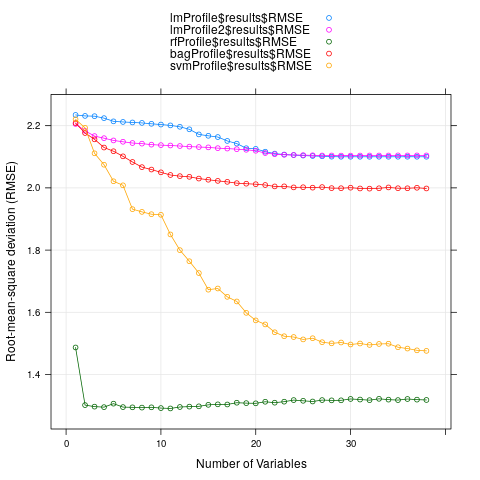 lmProfile$results$RMSE
lmProfile2$results$RMSE
rfProfile$results$RMSE
bagProfile$results$RMSE
svmProfile$results$RMSE
Root-mean-square deviation (RMSE)
2.2
2.0
1.8
1.6
1.4
0 10 20 30
Number of Variables